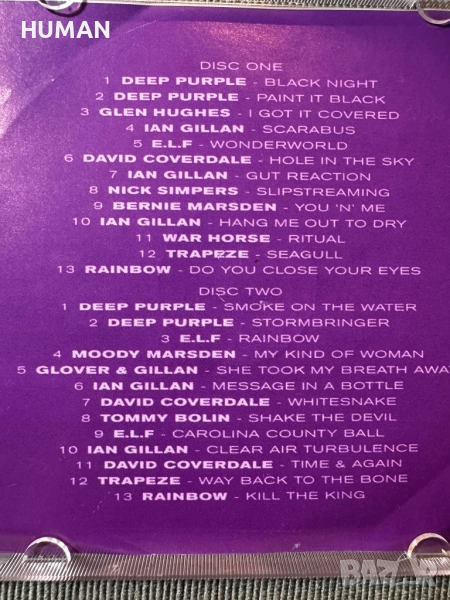 HUMAN
DISC ONE
1 DEEP PURPLE - BLACK NIGHT
2 DEEP PURPLE - PAINT IT BLACK
3 GLEN HUGHES - I GOT IT COVERED
4 IAN GILLAN - SCARABUS
5 E.L.F - WONDERWORLD
6 DAVID COVERDALE - HOLE IN THE SKY
7 IAN GILLAN - GUT REACTION
8 NICK SIMPERS - SLIPSTREAMING
9 BERNIE MARSDEN - YOU 'N' ME
10 IAN GILLAN - HANG ME OUT TO DRY
11 WAR HORSE - RITUAL
12 TRAPEZE - SEAGULL
13 RAINBOW - DO YOU CLOSE YOUR EYES
DISC TWO
1 DEEP PURPLE - SMOKE ON THE WATER
2 DEEP PURPLE - STORMBRINGER
3 E.L.F - RAINBOW
4 MOODY MARSDEN - MY KIND OF WOMAN
5 GLOVER & GILLAN - SHE TOOK MY BREATH AWAY
6 IAN GILLAN - MESSAGE IN A BOTTLE
7 DAVID COVERDALE - WHITESNAKE
8 TOMMY BOLIN - SHAKE THE DEVIL
9 E.L.F - CAROLINA COUNTY BALL
10 IAN GILLAN - CLEAR AIR TURBULENCE
11 DAVID COVERDALE - TIME & AGAIN
12 TRAPEZE - WAY BACK TO THE BONE
13 RAINBOW - KILL THE KING